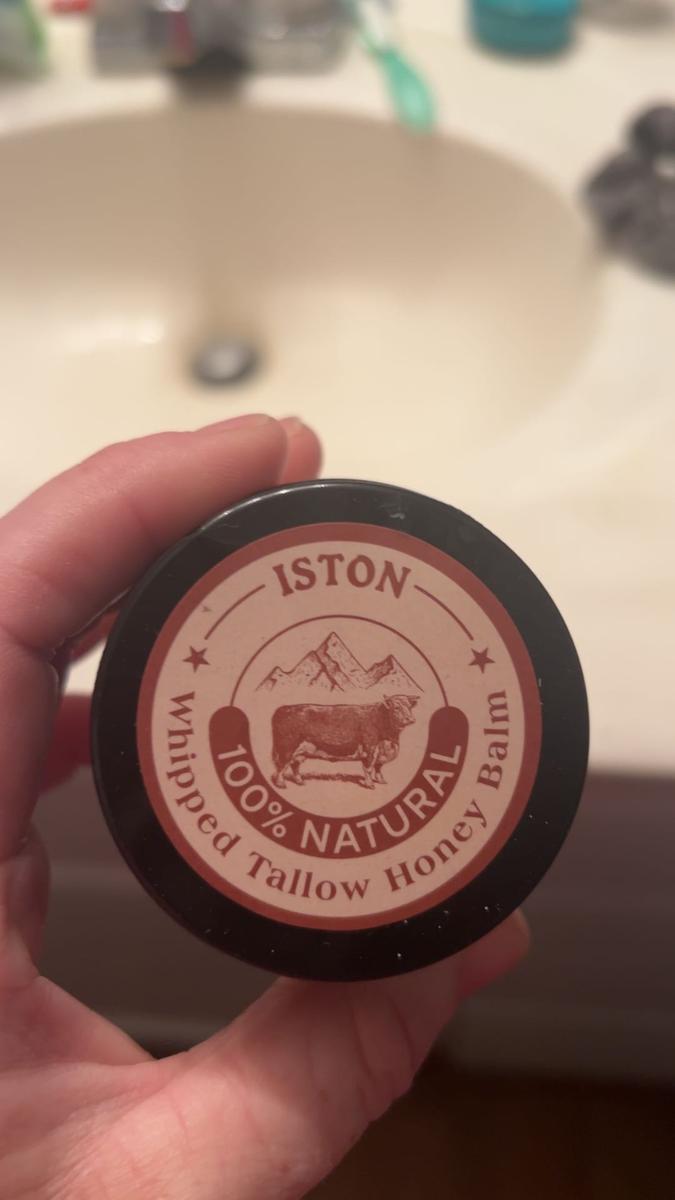 ISTON
100% NATURAL
Whipped Tallow Honey Balm